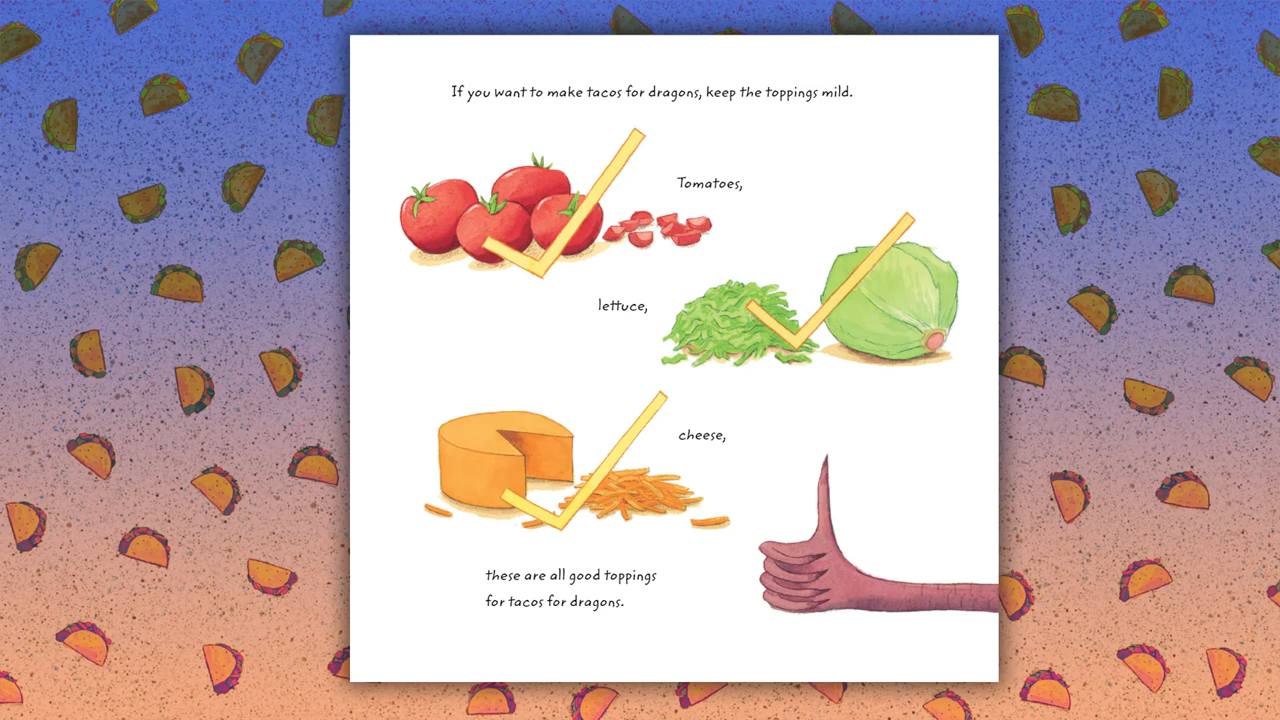 If you want to make tacos for dragons, keep the toppings mild.
Tomatoes,
lettuce,
cheese,
these are all good toppings
for tacos for dragons.